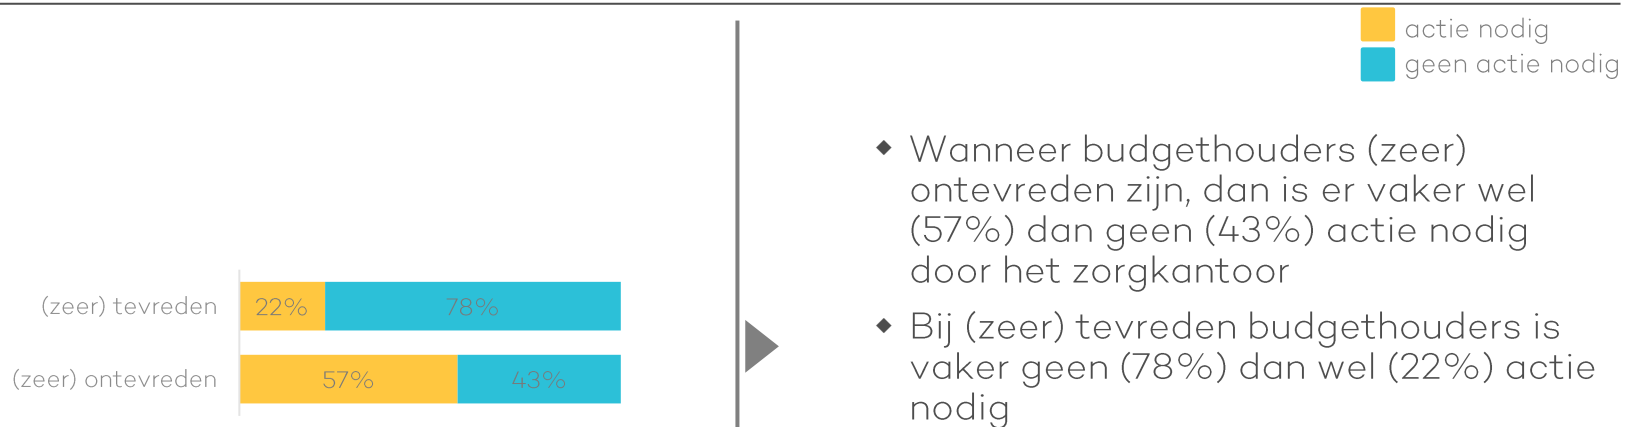 actie nodig
geen actie nodig
(zeer) tevreden
22%
78%
(zeer) ontevreden
57%
43%
◆ Wanneer budgethouders (zeer)
ontevreden zijn, dan is er vaker wel
(57%) dan geen (43%) actie nodig
door het zorgkantoor
◆ Bij (zeer) tevreden budgethouders is
vaker geen (78%) dan wel (22%) actie
nodig